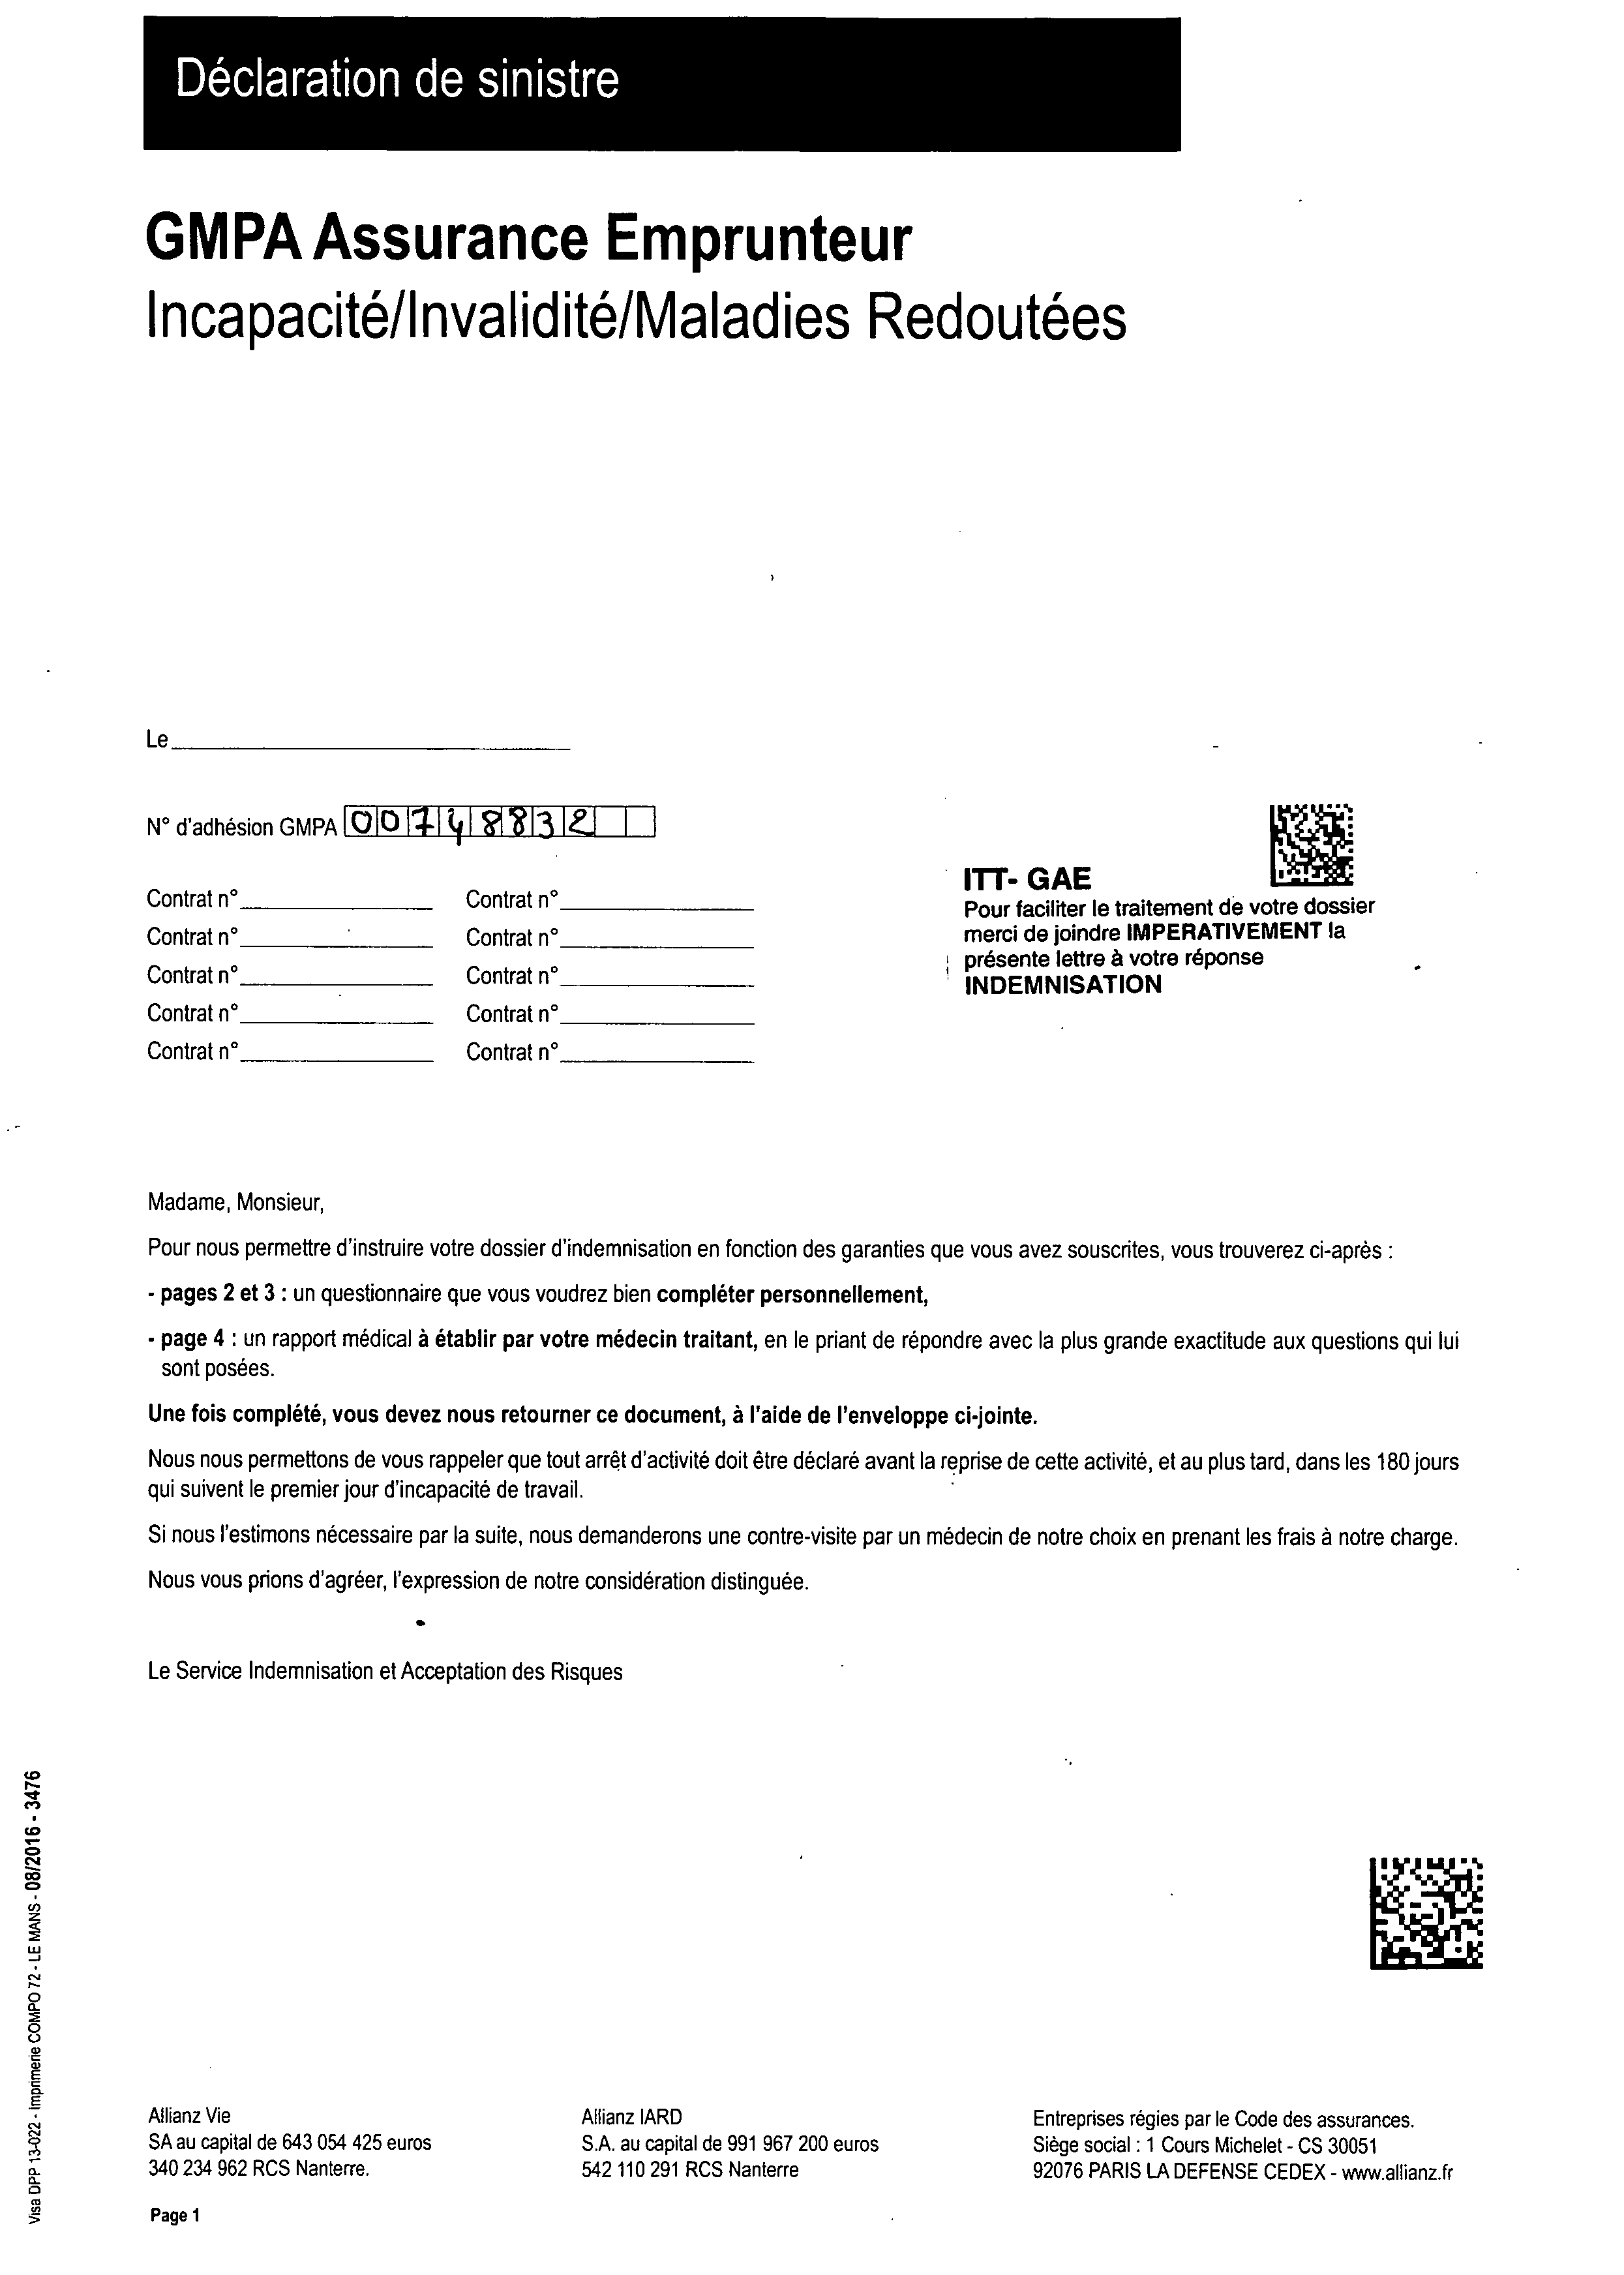 Déclaration de sinistre
GMPA Assurance Emprunteur
Incapacité/Invalidité/Maladies Redoutées
Le
N° d'adhésion GMPA 00748832
Contrat n° Contrat n°
Contrat n° Contrat n°
Contrat n° Contrat n°
Contrat n° Contrat n°
Contrat n° Contrat n°
ITT- GAE
Pour faciliter le traitement de votre dossier
merci de joindre IMPERATIVEMENT la
présente lettre à votre réponse
INDEMNISATION
Madame, Monsieur,
Pour nous permettre d'instruire votre dossier d'indemnisation en fonction des garanties que vous avez souscrites, vous trouverez ci-après :
- pages 2 et 3 : un questionnaire que vous voudrez bien compléter personnellement,
- page 4 : un rapport médical à établir par votre médecin traitant, en le priant de répondre avec la plus grande exactitude aux questions qui lui
sont posées.
Une fois complété, vous devez nous retourner ce document, à l'aide de l'enveloppe ci-jointe.
Nous nous permettons de vous rappeler que tout arrêt d'activité doit être déclaré avant la reprise de cette activité, et au plus tard, dans les 180 jours
qui suivent le premier jour d'incapacité de travail.
Si nous l'estimons nécessaire par la suite, nous demanderons une contre-visite par un médecin de notre choix en prenant les frais à notre charge.
Nous vous prions d'agréer, l'expression de notre considération distinguée.
Le Service Indemnisation et Acceptation des Risques
Visa DPP 13-022 - Imprimerie COMPO 72 - LE MANS - 08/2016 - 3476
Allianz Vie
SA au capital de 643 054 425 euros
340 234 962 RCS Nanterre.
Allianz IARD
S.A. au capital de 991 967 200 euros
542 110 291 RCS Nanterre
Entreprises régies par le Code des assurances.
Siège social : 1 Cours Michelet - CS 30051
92076 PARIS LA DEFENSE CEDEX - www.allianz.fr
Page 1